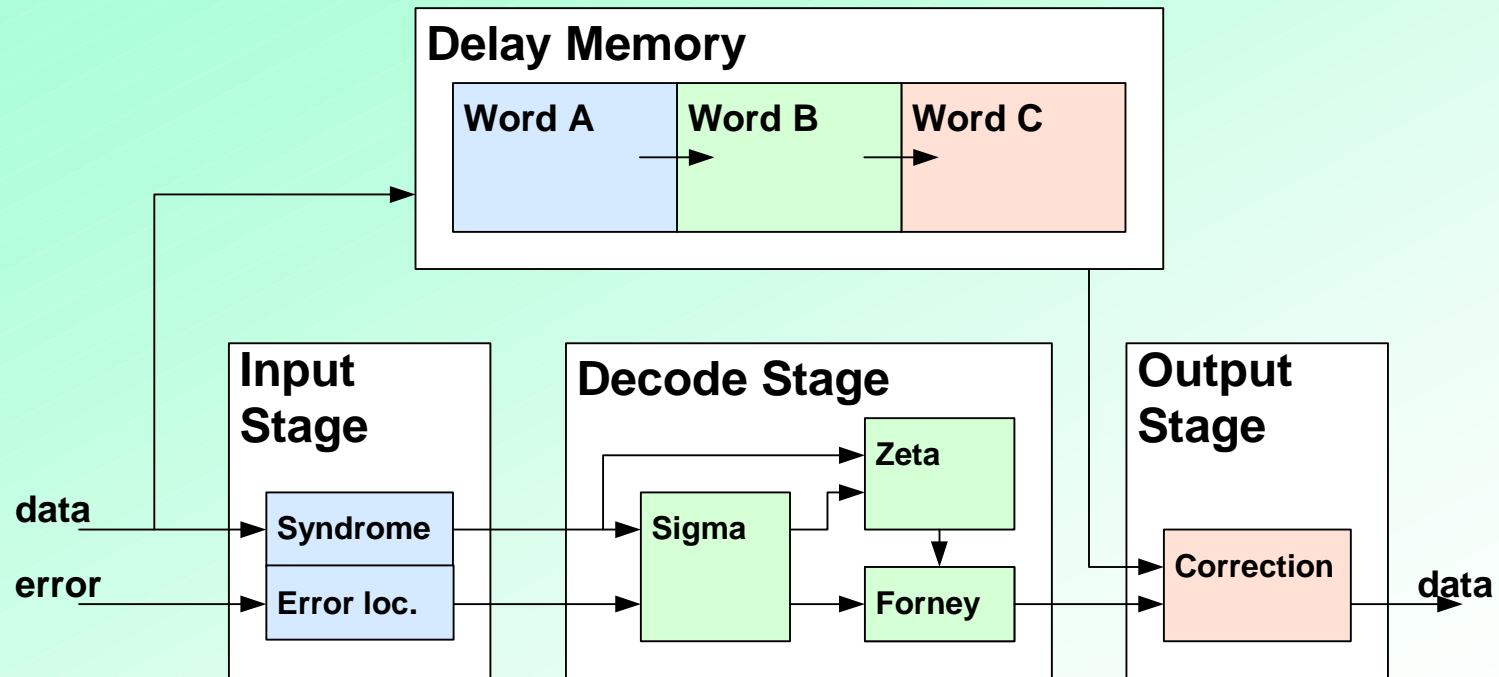 Delay Memory
Word A
Word B
Word C
Input
Stage
Decode Stage
Output
Stage
data
error
Syndrome
Error loc.
Sigma
Zeta
Forney
Correction
data